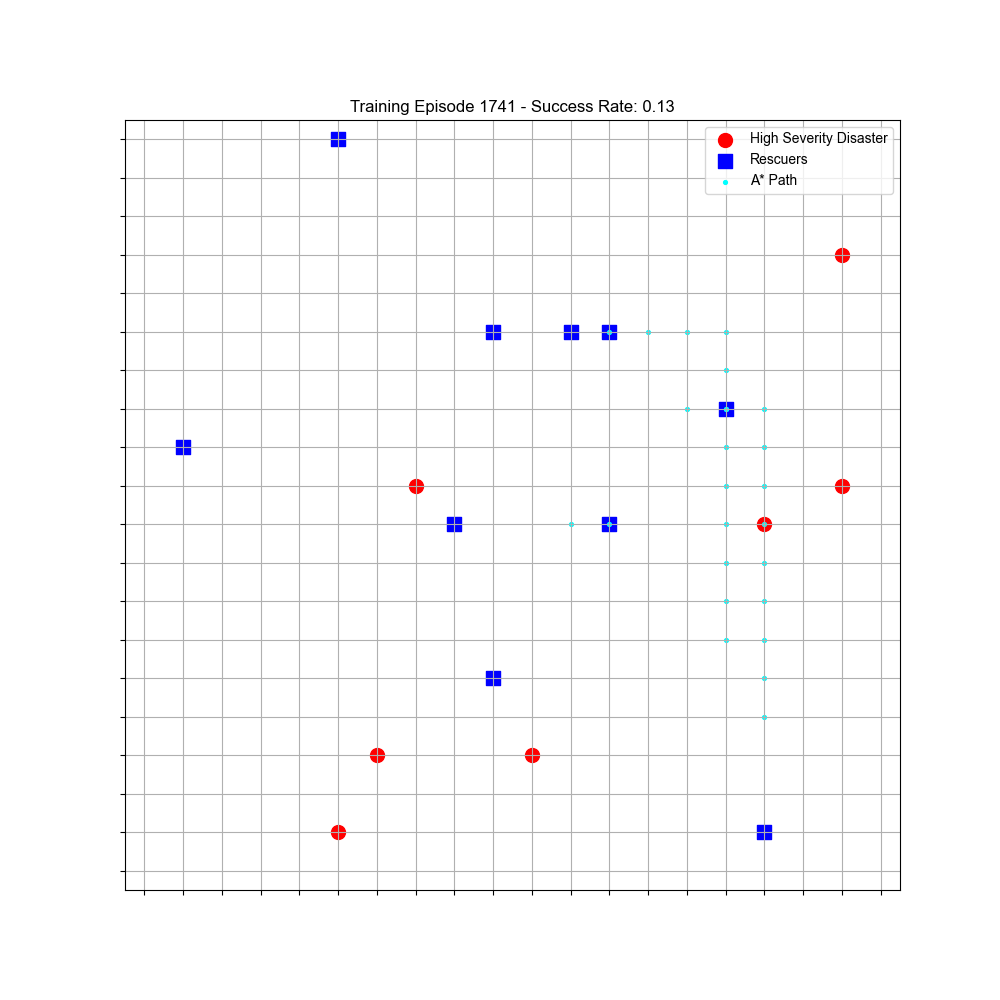 Training Episode 1741 - Success Rate: 0.13
High Severity Disaster
Rescuers
A* Path